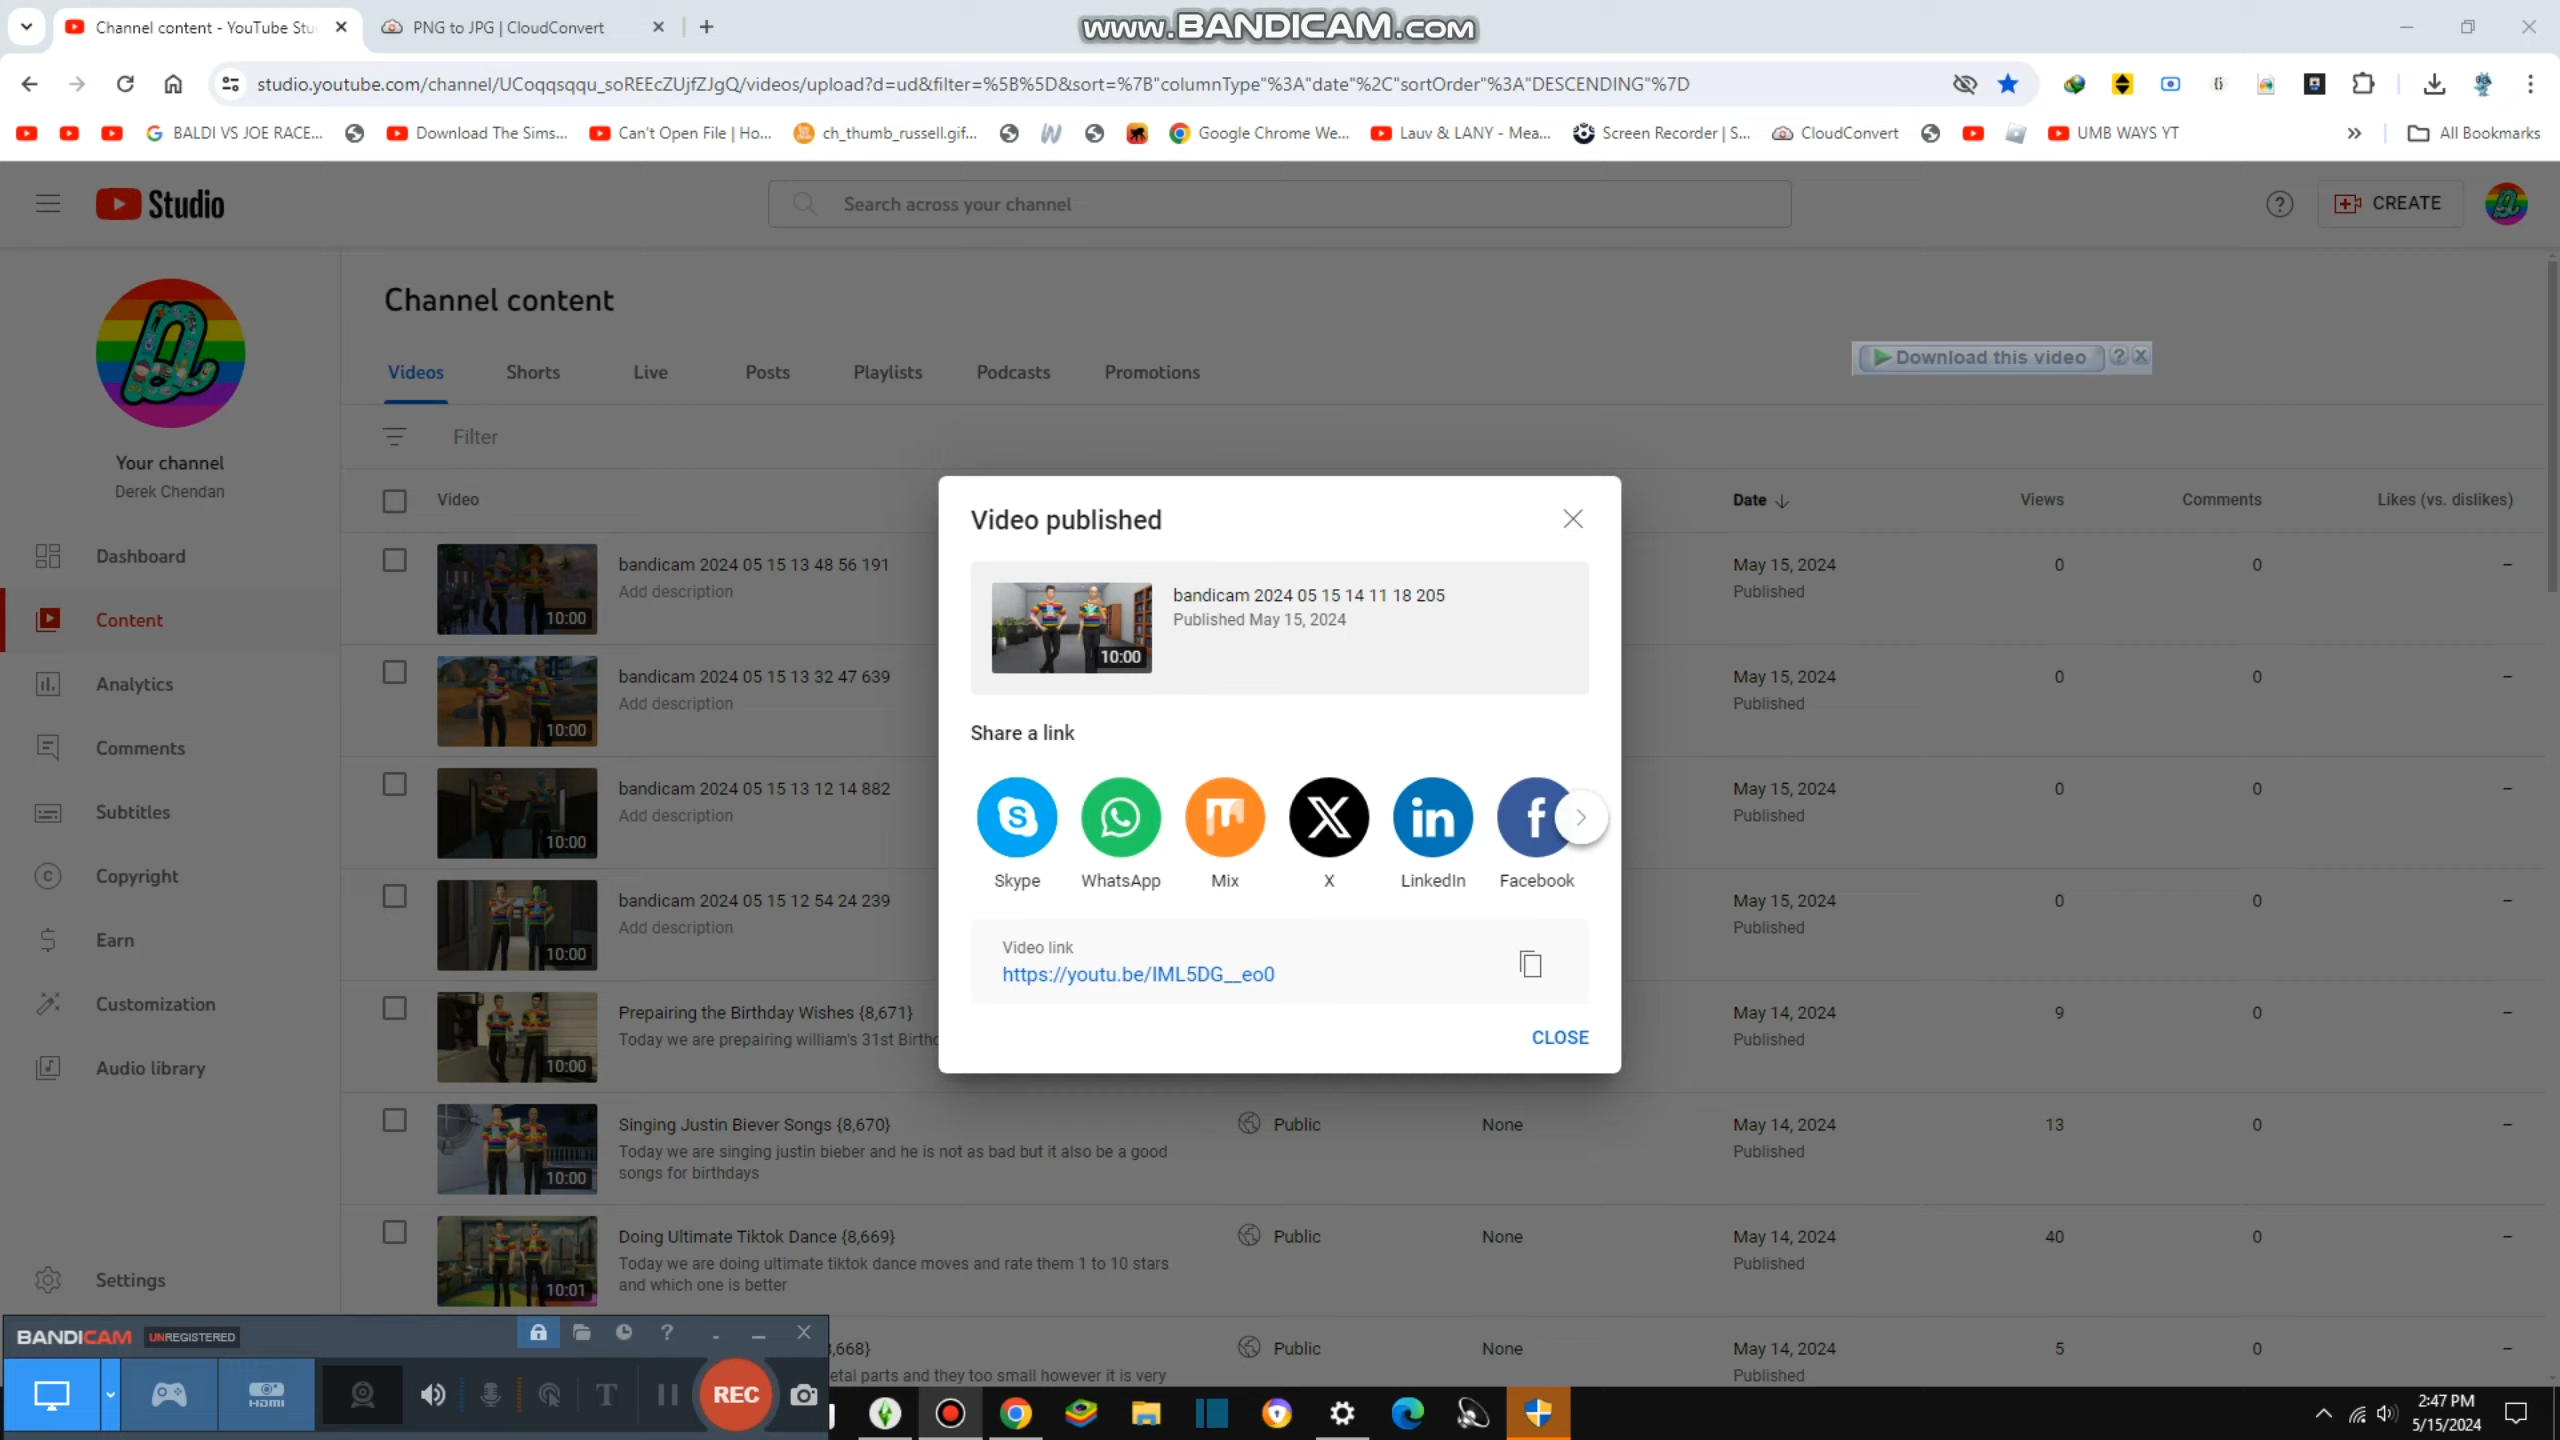 Channel content - YouTube Stu
PNG to JPG | CloudConvert
www.BANDICAM.com
studio.youtube.com/channel/UCoqqsqqu_soREEcZUjfZJgQ/videos/upload?d=ud&filter=%5B%5D&sort=%7B"columnType"%3A"date"%2C"sortOrder"%3A"DESCENDING"%7D
BALDI VS JOE RACE...
Download The Sims...
Can't Open File | Ho...
ch_thumb_russell.gif...
Google Chrome We...
Lauv & LANY - Mea...
Screen Recorder | S...
CloudConvert
UMB WAYS YT
All Bookmarks
Studio
Search across your channel
CREATE
Your channel
Derek Chendan
Dashboard
Content
Analytics
Comments
Subtitles
Copyright
Earn
Customization
Audio library
Settings
Channel content
Videos Shorts Live Posts Playlists Podcasts Promotions
Download this video
Filter
Video Date Views Comments Likes (vs. dislikes)
bandicam 2024 05 15 13 48 56 191 May 15, 2024 0 0 –
Add description Published
10:00
bandicam 2024 05 15 13 32 47 639 May 15, 2024 0 0 –
Add description Published
10:00
bandicam 2024 05 15 13 12 14 882 May 15, 2024 0 0 –
Add description Published
10:00
bandicam 2024 05 15 12 54 24 239 May 15, 2024 0 0 –
Add description Published
10:00
Prepairing the Birthday Wishes {8,671} May 14, 2024 9 0 –
Today we are prepairing william's 31st Birthd Published
10:00
Singing Justin Biever Songs {8,670} Public None May 14, 2024 13 0 –
Today we are singing justin bieber and he is not as bad but it also be a good Published
songs for birthdays
10:00
Doing Ultimate Tiktok Dance {8,669} Public None May 14, 2024 40 0 –
Today we are doing ultimate tiktok dance moves and rate them 1 to 10 stars Published
and which one is better
10:01
,668} Public None May 14, 2024 5 0 –
etal parts and they too small however it is very Published
Video published
bandicam 2024 05 15 14 11 18 205
Published May 15, 2024
10:00
Share a link
Skype WhatsApp Mix X LinkedIn Facebook
Video link
https://youtu.be/IML5DG__eo0
CLOSE
BANDICAM UNREGISTERED
HDMI
REC
2:47 PM
5/15/2024